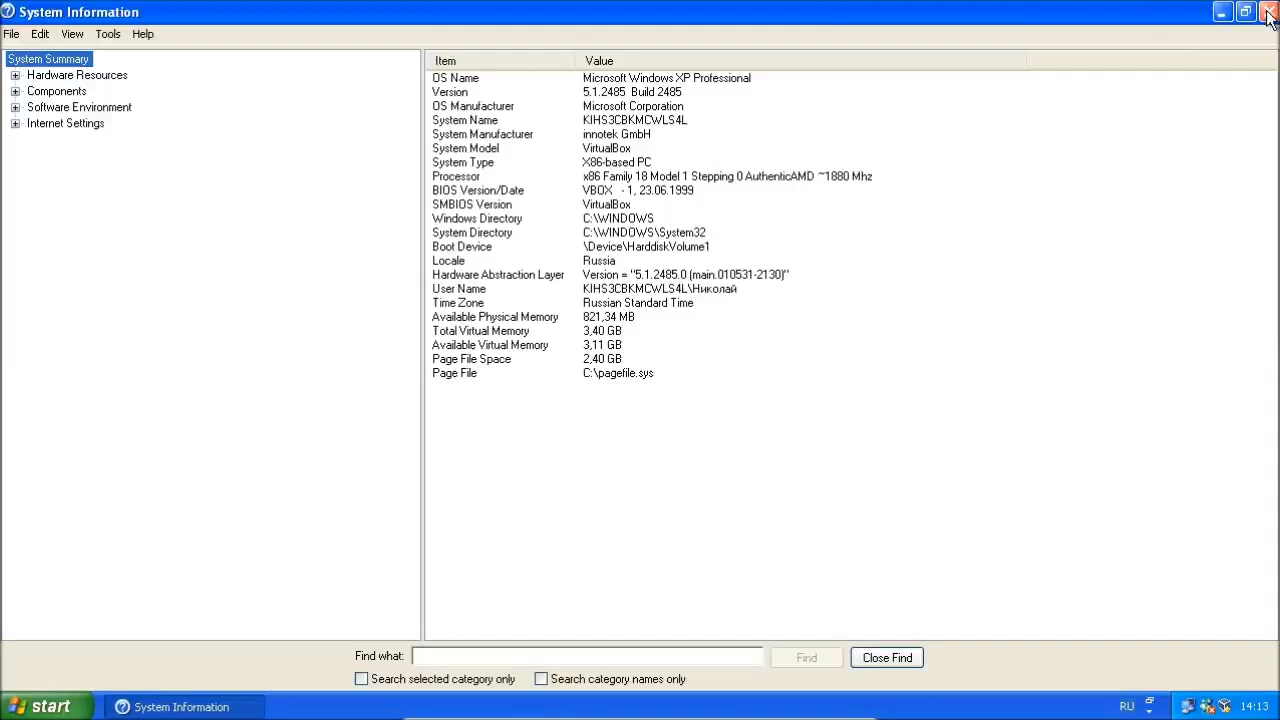 System Information
File Edit View Tools Help
System Summary
Hardware Resources
Components
Software Environment
Internet Settings
Item Value
OS Name Microsoft Windows XP Professional
Version 5.1.2485 Build 2485
OS Manufacturer Microsoft Corporation
System Name KIHS3CBKMCWLS4L
System Manufacturer innotek GmbH
System Model VirtualBox
System Type X86-based PC
Processor x86 Family 18 Model 1 Stepping 0 AuthenticAMD ~1880 Mhz
BIOS Version/Date VBOX - 1, 23.06.1999
SMBIOS Version VirtualBox
Windows Directory C:\WINDOWS
System Directory C:\WINDOWS\System32
Boot Device \Device\HarddiskVolume1
Locale Russia
Hardware Abstraction Layer Version = "5.1.2485.0 (main.010531-2130)"
User Name KIHS3CBKMCWLS4L\Николай
Time Zone Russian Standard Time
Available Physical Memory 821,34 MB
Total Virtual Memory 3,40 GB
Available Virtual Memory 3,11 GB
Page File Space 2,40 GB
Page File C:\pagefile.sys
Find what: Find Close Find
Search selected category only Search category names only
start System Information RU 14:13